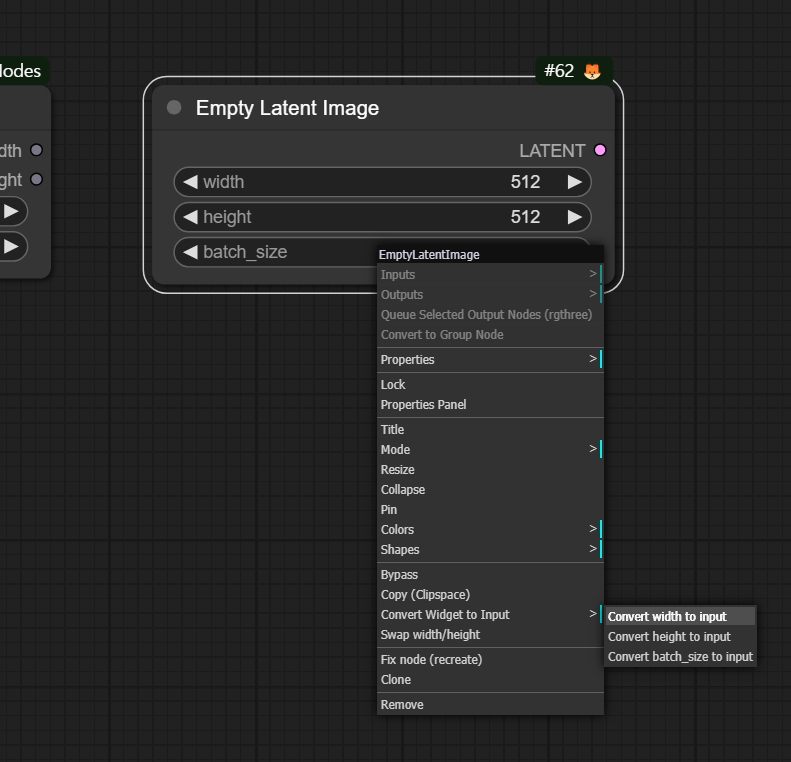 #62
Empty Latent Image
LATENT
width 512
height 512
batch_size
EmptyLatentImage
Inputs >
Outputs >
Queue Selected Output Nodes (rgthree)
Convert to Group Node
Properties >
Lock
Properties Panel
Title
Mode >
Resize
Collapse
Pin
Colors >
Shapes >
Bypass
Copy (Clipspace)
Convert Widget to Input >
Convert width to input
Convert height to input
Convert batch_size to input
Swap width/height
Fix node (recreate)
Clone
Remove